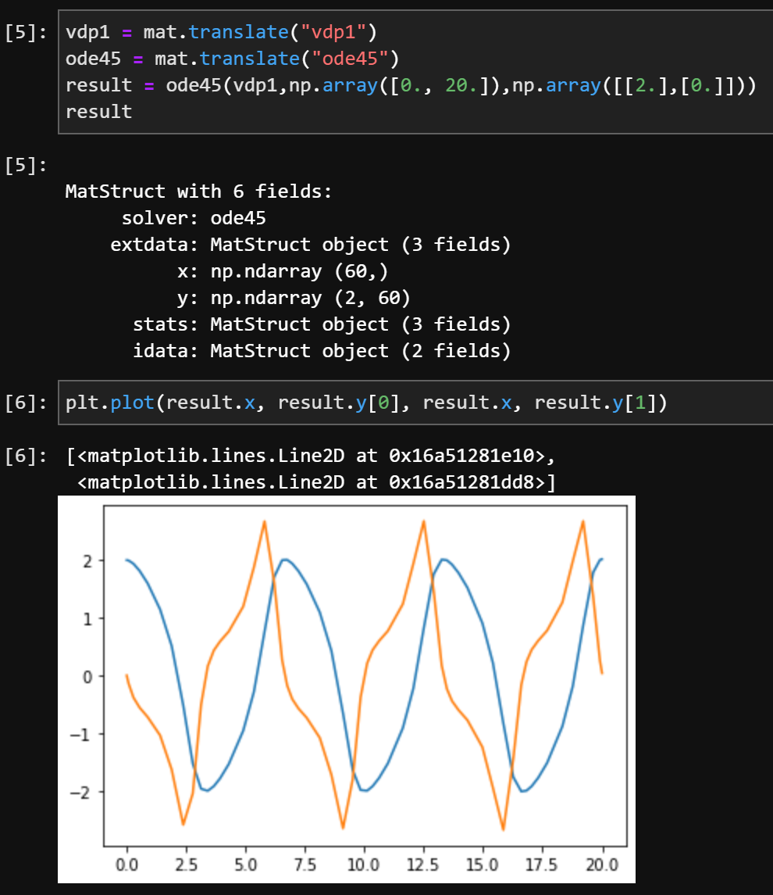 [5]: vdp1 = mat.translate("vdp1")
ode45 = mat.translate("ode45")
result = ode45(vdp1,np.array([0., 20.]),np.array([[2.],[0.]]))
result
[5]:
MatStruct with 6 fields:
solver: ode45
extdata: MatStruct object (3 fields)
x: np.ndarray (60,)
y: np.ndarray (2, 60)
stats: MatStruct object (3 fields)
idata: MatStruct object (2 fields)
[6]: plt.plot(result.x, result.y[0], result.x, result.y[1])
[6]: [<matplotlib.lines.Line2D at 0x16a51281e10>,
<matplotlib.lines.Line2D at 0x16a51281dd8>]
2
1
0
−1
−2
0.0 2.5 5.0 7.5 10.0 12.5 15.0 17.5 20.0